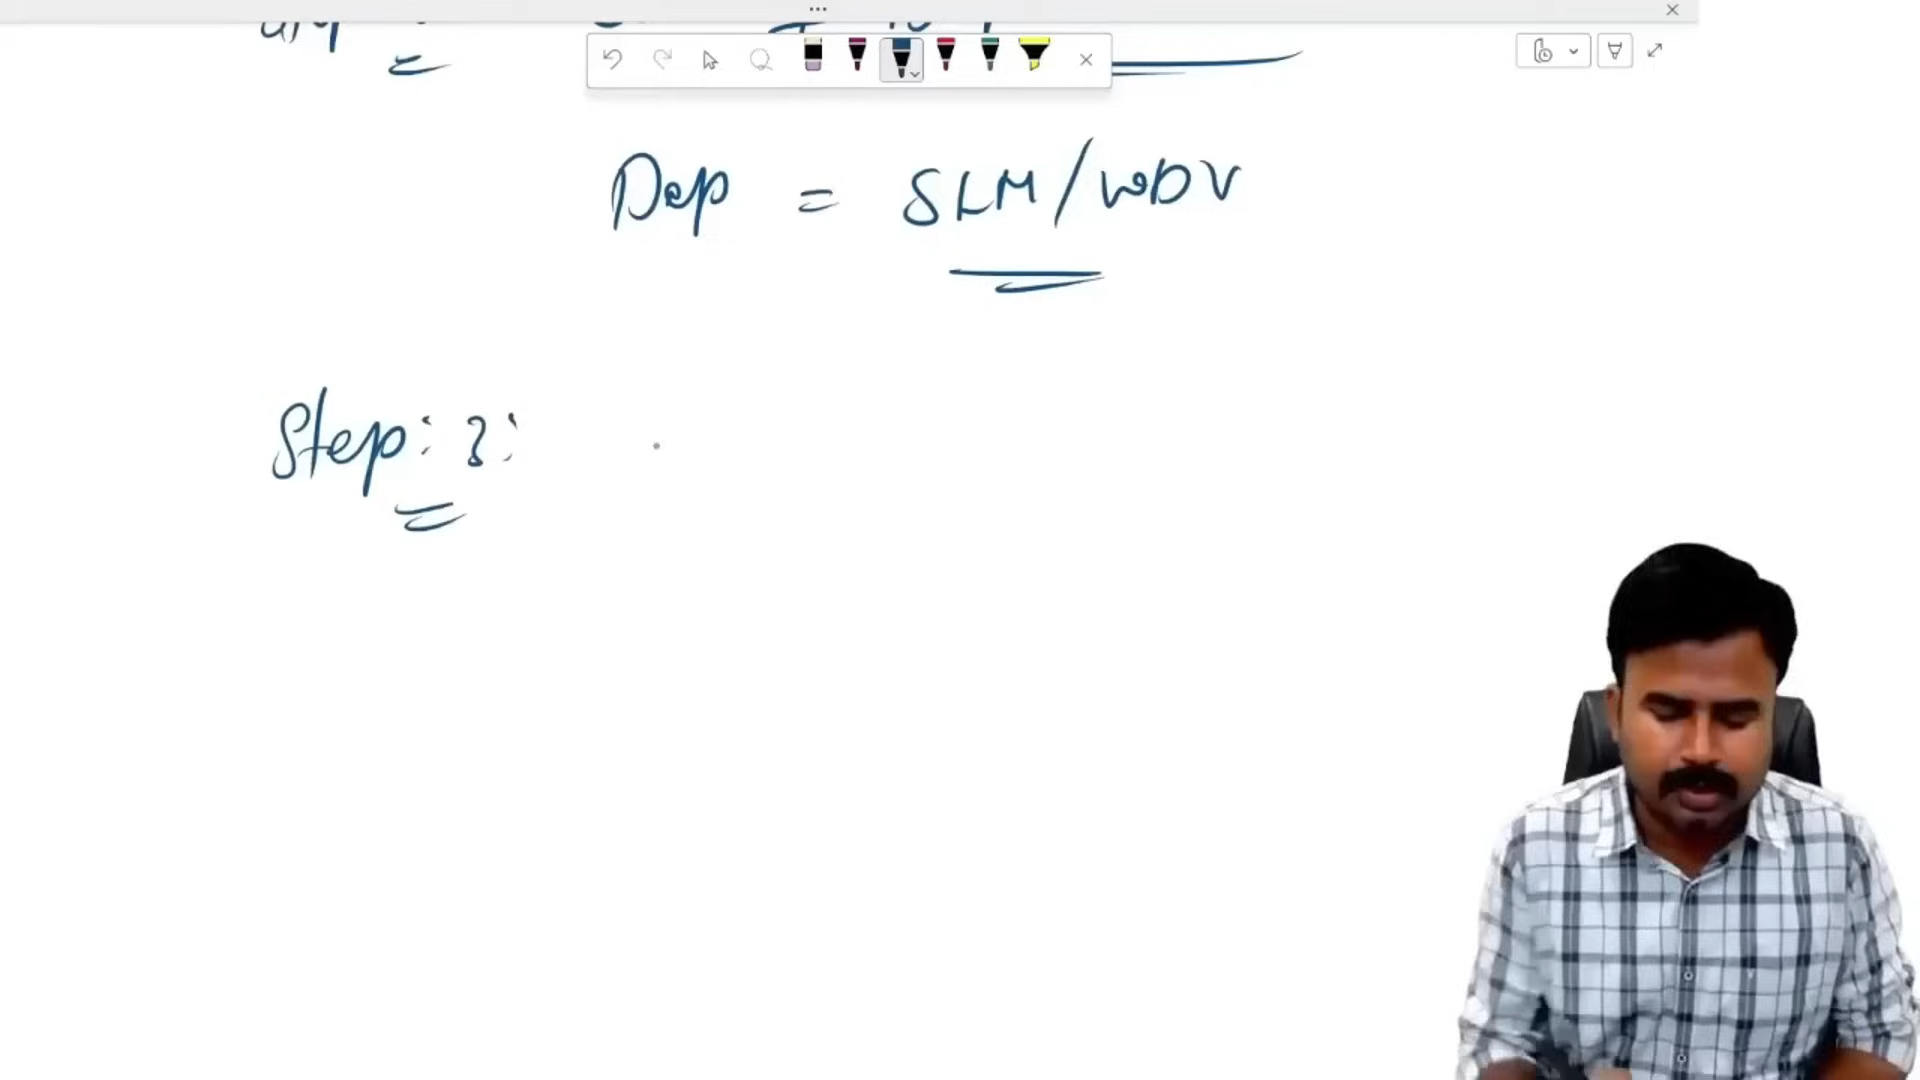 Dep = SLM/WDV
Step: 3: